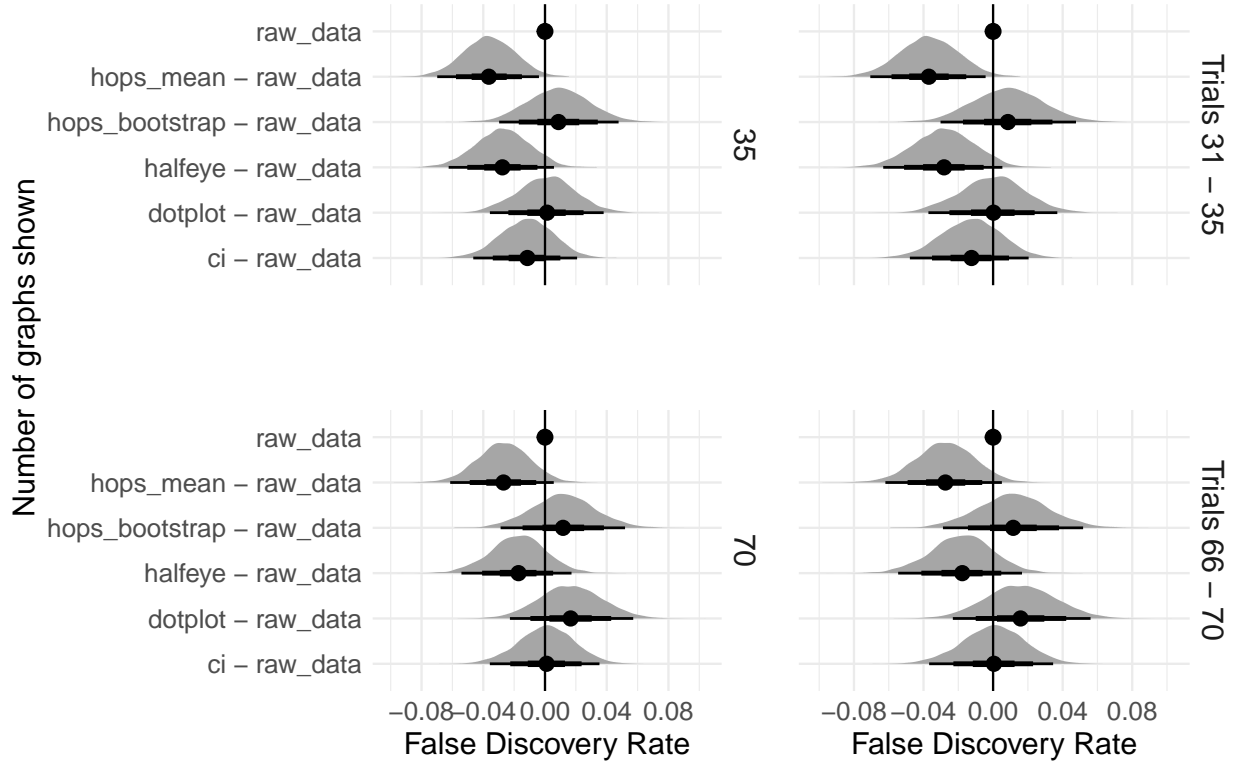 Number of graphs shown
raw_data
hops_mean − raw_data
hops_bootstrap − raw_data
halfeye − raw_data
dotplot − raw_data
ci − raw_data
35
Trials 31 − 35
raw_data
hops_mean − raw_data
hops_bootstrap − raw_data
halfeye − raw_data
dotplot − raw_data
ci − raw_data
70
Trials 66 − 70
−0.08 −0.04 0.00 0.04 0.08
−0.08 −0.04 0.00 0.04 0.08
False Discovery Rate
False Discovery Rate